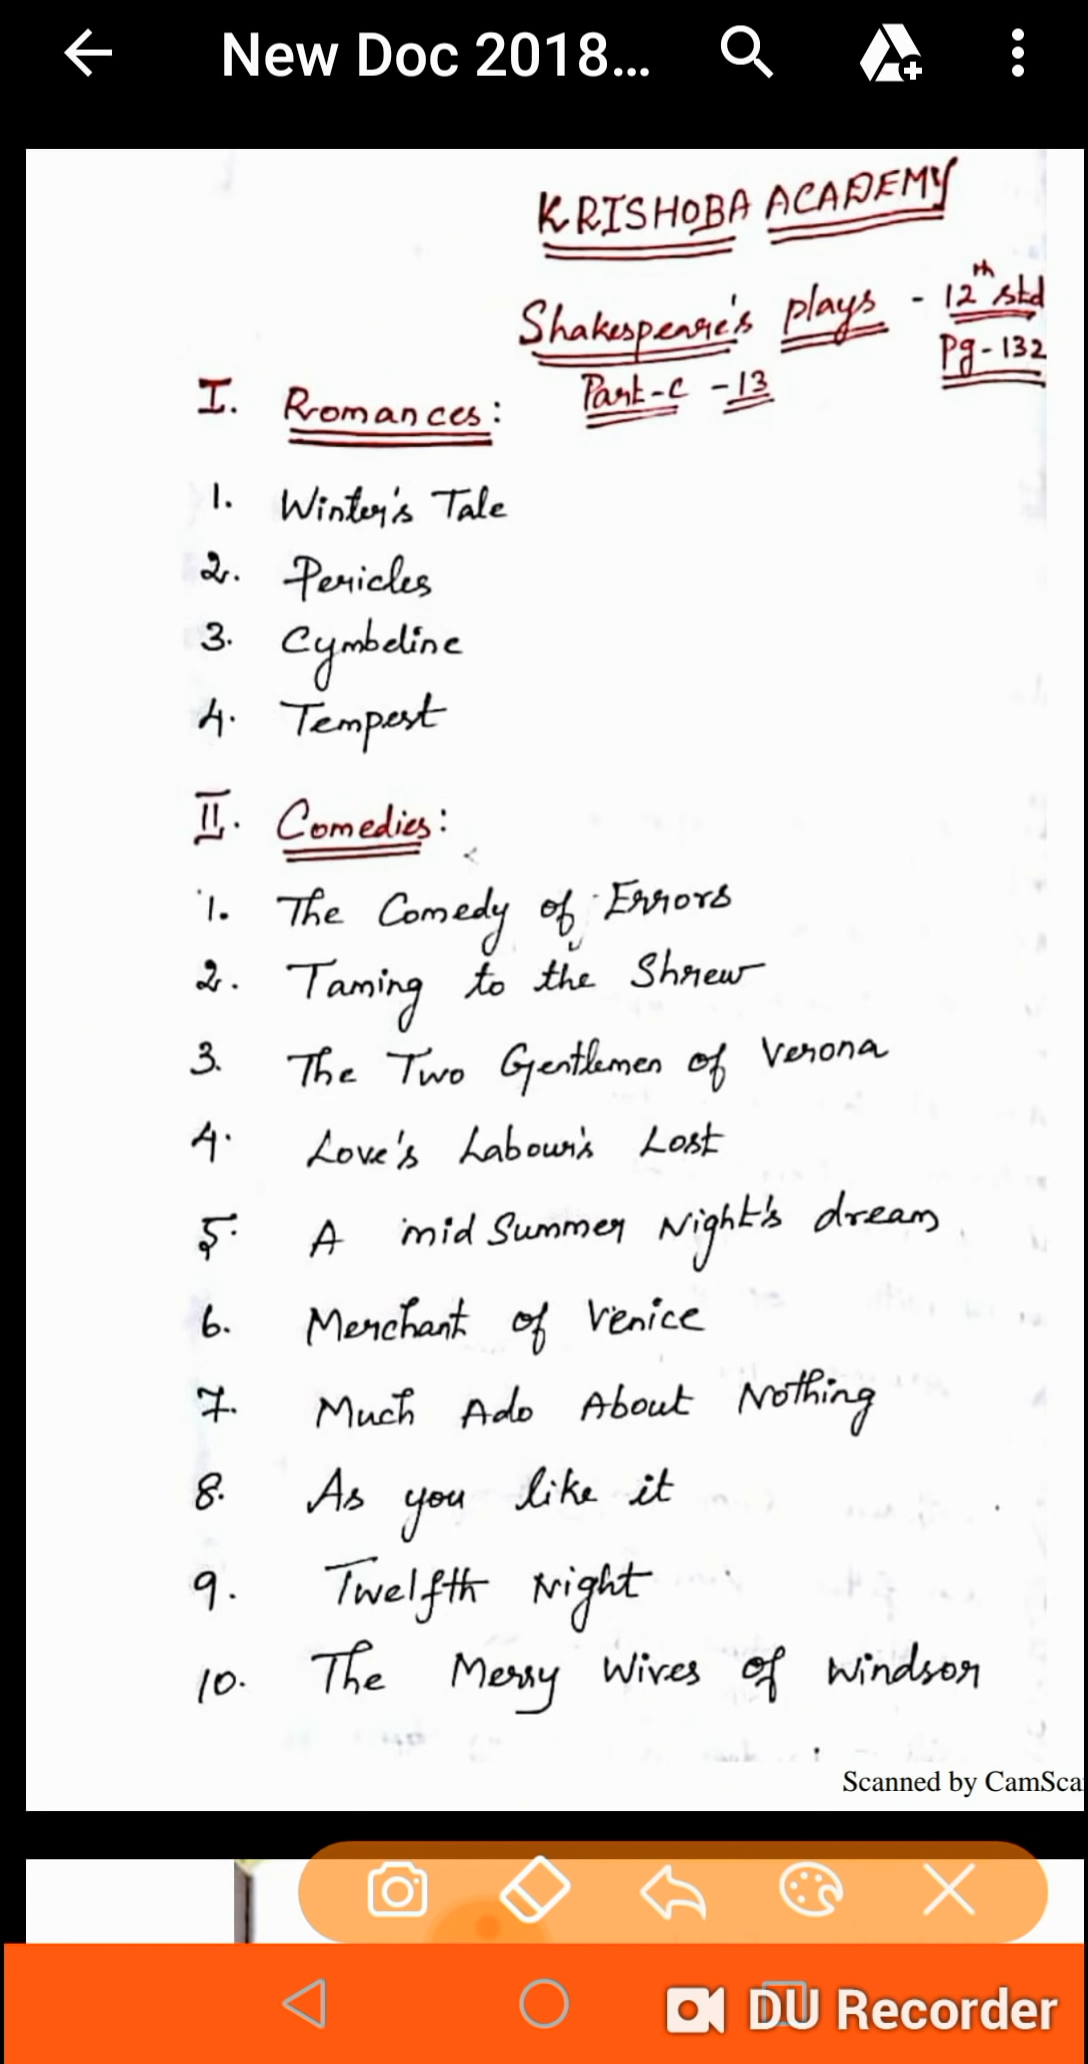 New Doc 2018...
KRISHOBA ACADEMY
Shakespeare's plays - 12th std
Pg - 132
Part-C - 13
I. Romances:
1. Winter's Tale
2. Pericles
3. Cymbeline
4. Tempest
II. Comedies:
1. The Comedy of Errors
2. Taming to the Shrew
3. The Two Gentlemen of Verona
4. Love's Labour's Lost
5. A mid Summer Night's dream
6. Merchant of Venice
7. Much Ado About Nothing
8. As you like it
9. Twelfth Night
10. The Merry Wives of Windsor
Scanned by CamSca
DU Recorder